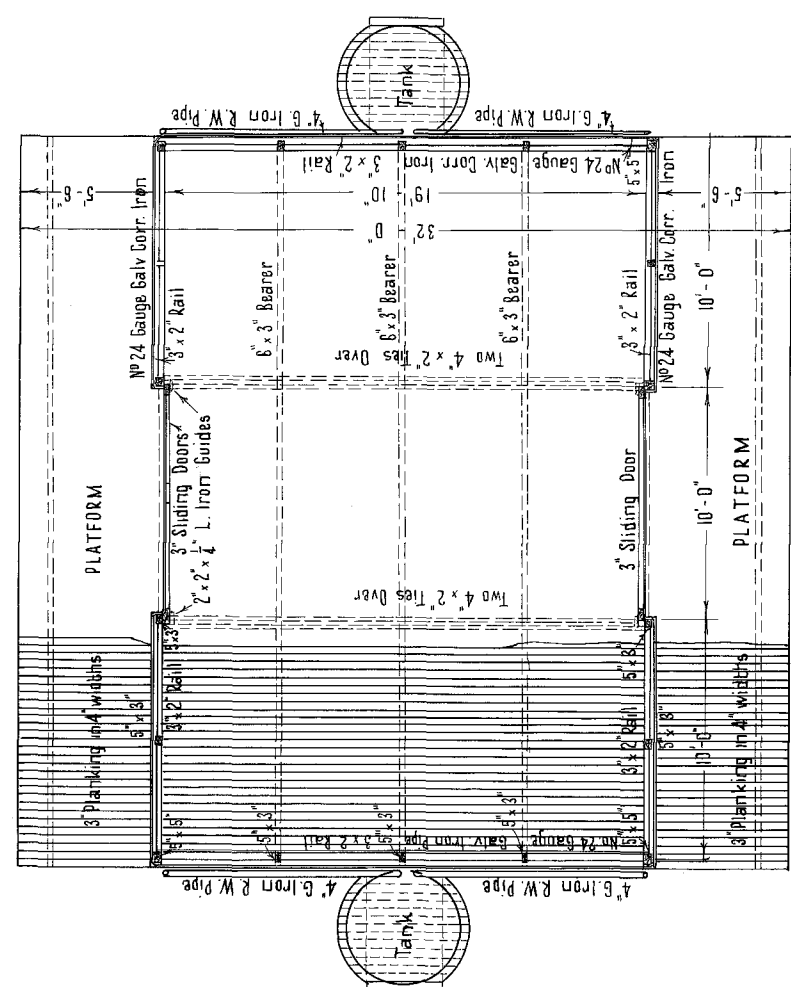 Tank
4" G. Iron R.W. Pipe
4" G. Iron R.W. Pipe
3" x 2" Rail
No 24 Gauge Galv. Corr. Iron
5" x 5"
5'- 6"
19'- 10"
5'- 6"
32'- 0"
No 24 Gauge Galv Corr. Iron
3" x 2" Rail
6" x 3" Bearer
6" x 3" Bearer
6" x 3" Bearer
3" x 2" Rail
No 24 Gauge Galv. Corr. Iron
10'- 0"
Two 4" x 2" Ties Over
PLATFORM
3" Sliding Doors
2" x 2" x 1/4" L. Iron Guides
3" Sliding Door
10'- 0"
PLATFORM
Two 4" x 2" Ties Over
3" Planking in 4" widths
5" x 3"
3" x 2" Rail
5" x 3"
5" x 3"
3" x 2" Rail
5" x 3"
10'- 0"
3" Planking in 4" widths
5" x 5"
5" x 3"
5" x 3"
5" x 3"
5" x 5"
3 x 2 Rail
No 24 Gauge Galv. Iron Pipe
4" G. Iron R.W. Pipe
4" G. Iron R.W. Pipe
Tank